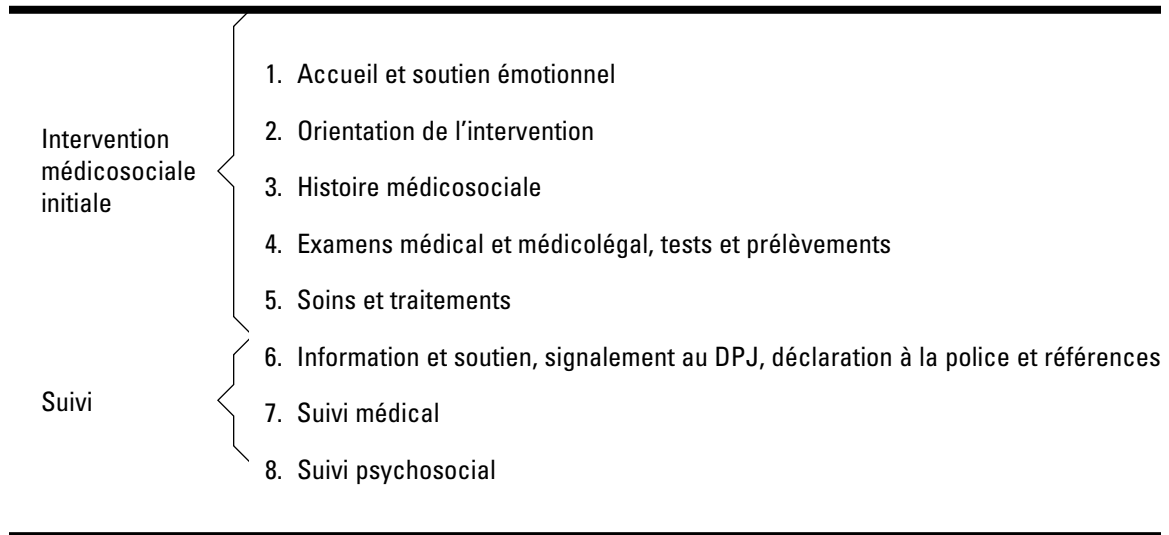 Intervention
médicosociale
initiale
1. Accueil et soutien émotionnel
2. Orientation de l'intervention
3. Histoire médicosociale
4. Examens médical et médicolégal, tests et prélèvements
5. Soins et traitements
Suivi
6. Information et soutien, signalement au DPJ, déclaration à la police et références
7. Suivi médical
8. Suivi psychosocial